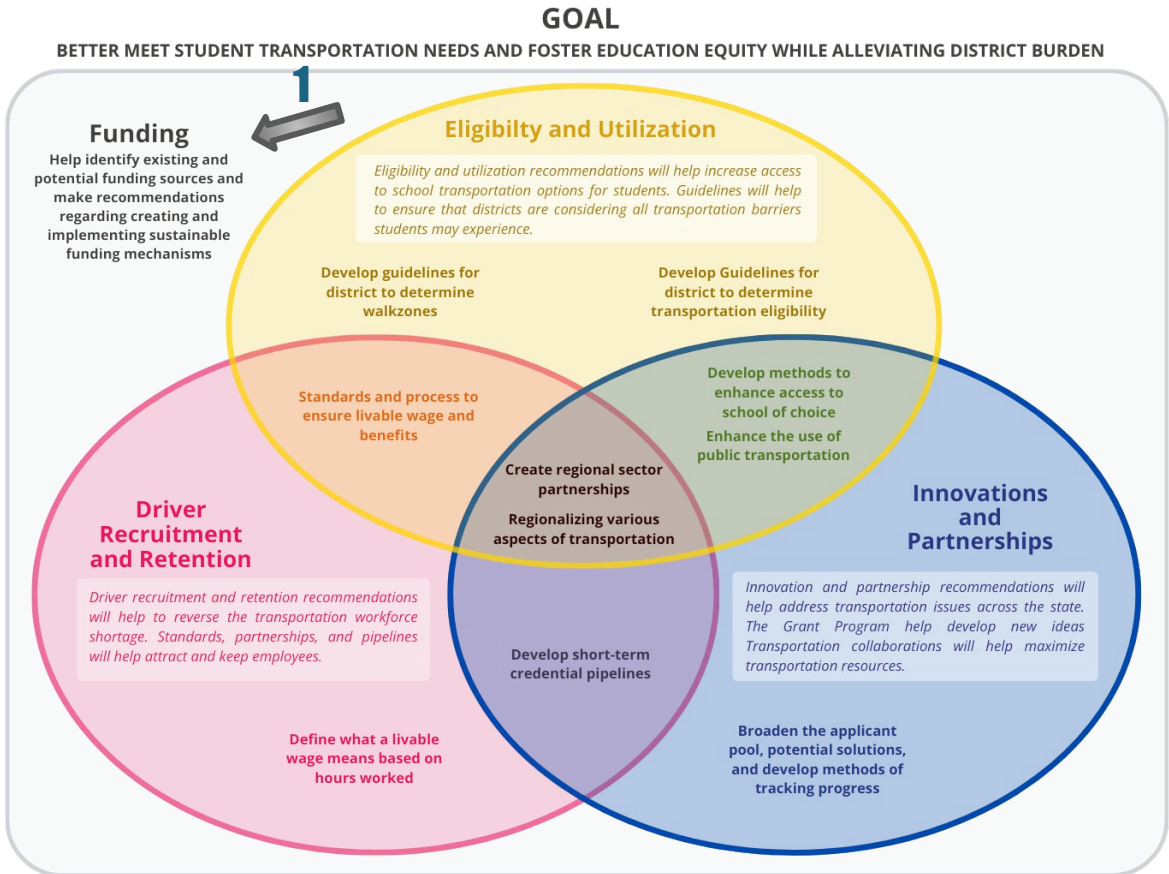 GOAL
BETTER MEET STUDENT TRANSPORTATION NEEDS AND FOSTER EDUCATION EQUITY WHILE ALLEVIATING DISTRICT BURDEN
1
Funding
Help identify existing and
potential funding sources and
make recommendations
regarding creating and
implementing sustainable
funding mechanisms
Eligibilty and Utilization
Eligibility and utilization recommendations will help increase access
to school transportation options for students. Guidelines will help
to ensure that districts are considering all transportation barriers
students may experience.
Develop guidelines for
district to determine
walkzones
Develop Guidelines for
district to determine
transportation eligibility
Standards and process to
ensure livable wage and
benefits
Develop methods to
enhance access to
school of choice
Enhance the use of
public transportation
Create regional sector
partnerships
Regionalizing various
aspects of transportation
Driver
Recruitment
and Retention
Driver recruitment and retention recommendations
will help to reverse the transportation workforce
shortage. Standards, partnerships, and pipelines
will help attract and keep employees.
Innovations
and
Partnerships
Innovation and partnership recommendations will
help address transportation issues across the state.
The Grant Program help develop new ideas
Transportation collaborations will help maximize
transportation resources.
Develop short-term
credential pipelines
Define what a livable
wage means based on
hours worked
Broaden the applicant
pool, potential solutions,
and develop methods of
tracking progress